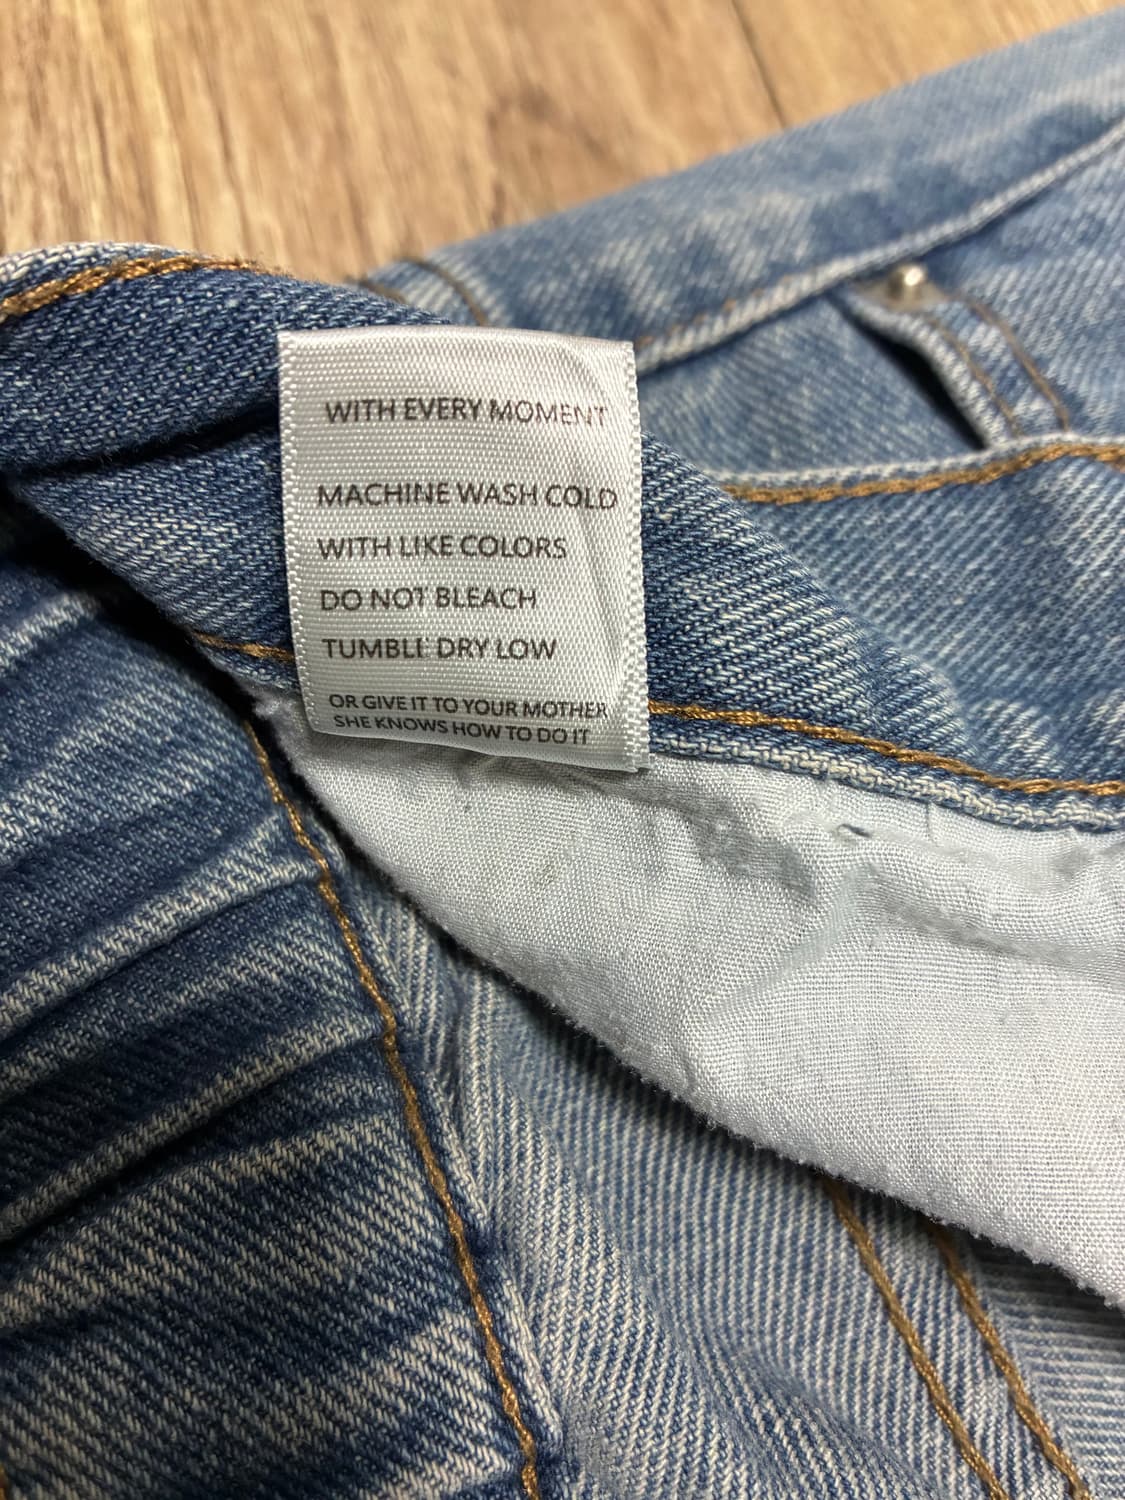 WITH EVERY MOMENT
MACHINE WASH COLD
WITH LIKE COLORS
DO NOT BLEACH
TUMBLE DRY LOW
OR GIVE IT TO YOUR MOTHER
SHE KNOWS HOW TO DO IT